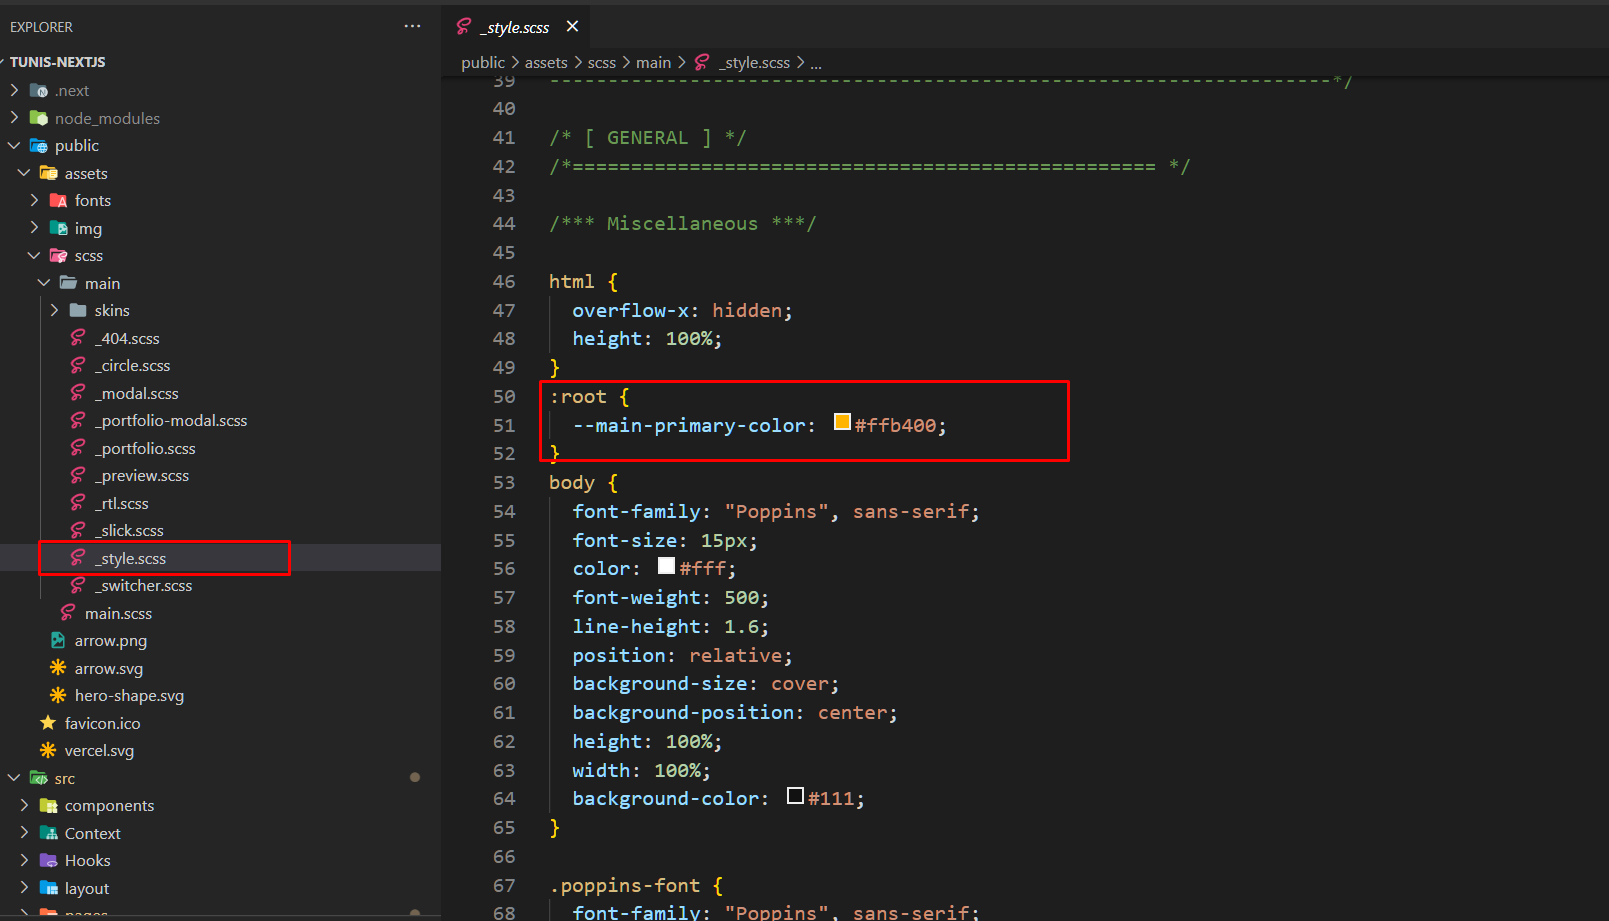 EXPLORER
...
TUNIS-NEXTJS
.next
node_modules
public
assets
fonts
img
scss
main
skins
_404.scss
_circle.scss
_modal.scss
_portfolio-modal.scss
_portfolio.scss
_preview.scss
_rtl.scss
_slick.scss
_style.scss
_switcher.scss
main.scss
arrow.png
arrow.svg
hero-shape.svg
favicon.ico
vercel.svg
src
components
Context
Hooks
layout
pages
_style.scss
public > assets > scss > main > _style.scss > ...
39 -------------------------------------------------------------------*/
40
41 /* [ GENERAL ] */
42 /*================================================== */
43
44 /*** Miscellaneous ***/
45
46 html {
47 overflow-x: hidden;
48 height: 100%;
49 }
50 :root {
51 --main-primary-color: #ffb400;
52 }
53 body {
54 font-family: "Poppins", sans-serif;
55 font-size: 15px;
56 color: #fff;
57 font-weight: 500;
58 line-height: 1.6;
59 position: relative;
60 background-size: cover;
61 background-position: center;
62 height: 100%;
63 width: 100%;
64 background-color: #111;
65 }
66
67 .poppins-font {
68 font-family: "Poppins", sans-serif;